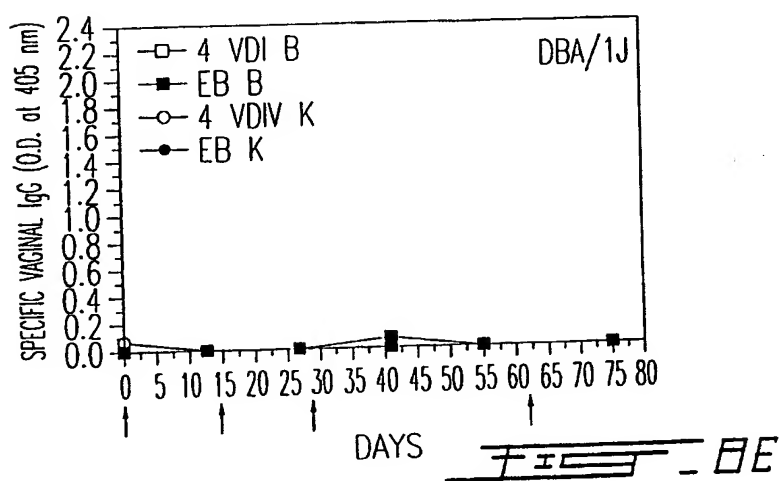 SPECIFIC VAGINAL IgG (O.D. at 405 nm)
2.4
2.2
2.0
1.8
1.6
1.4
1.2
1.0
0.8
0.6
0.4
0.2
0.0
4 VDI B
EB B
4 VDIV K
EB K
DBA/1J
0 5 10 15 20 25 30 35 40 45 50 55 60 65 70 75 80
DAYS
FIG_8E